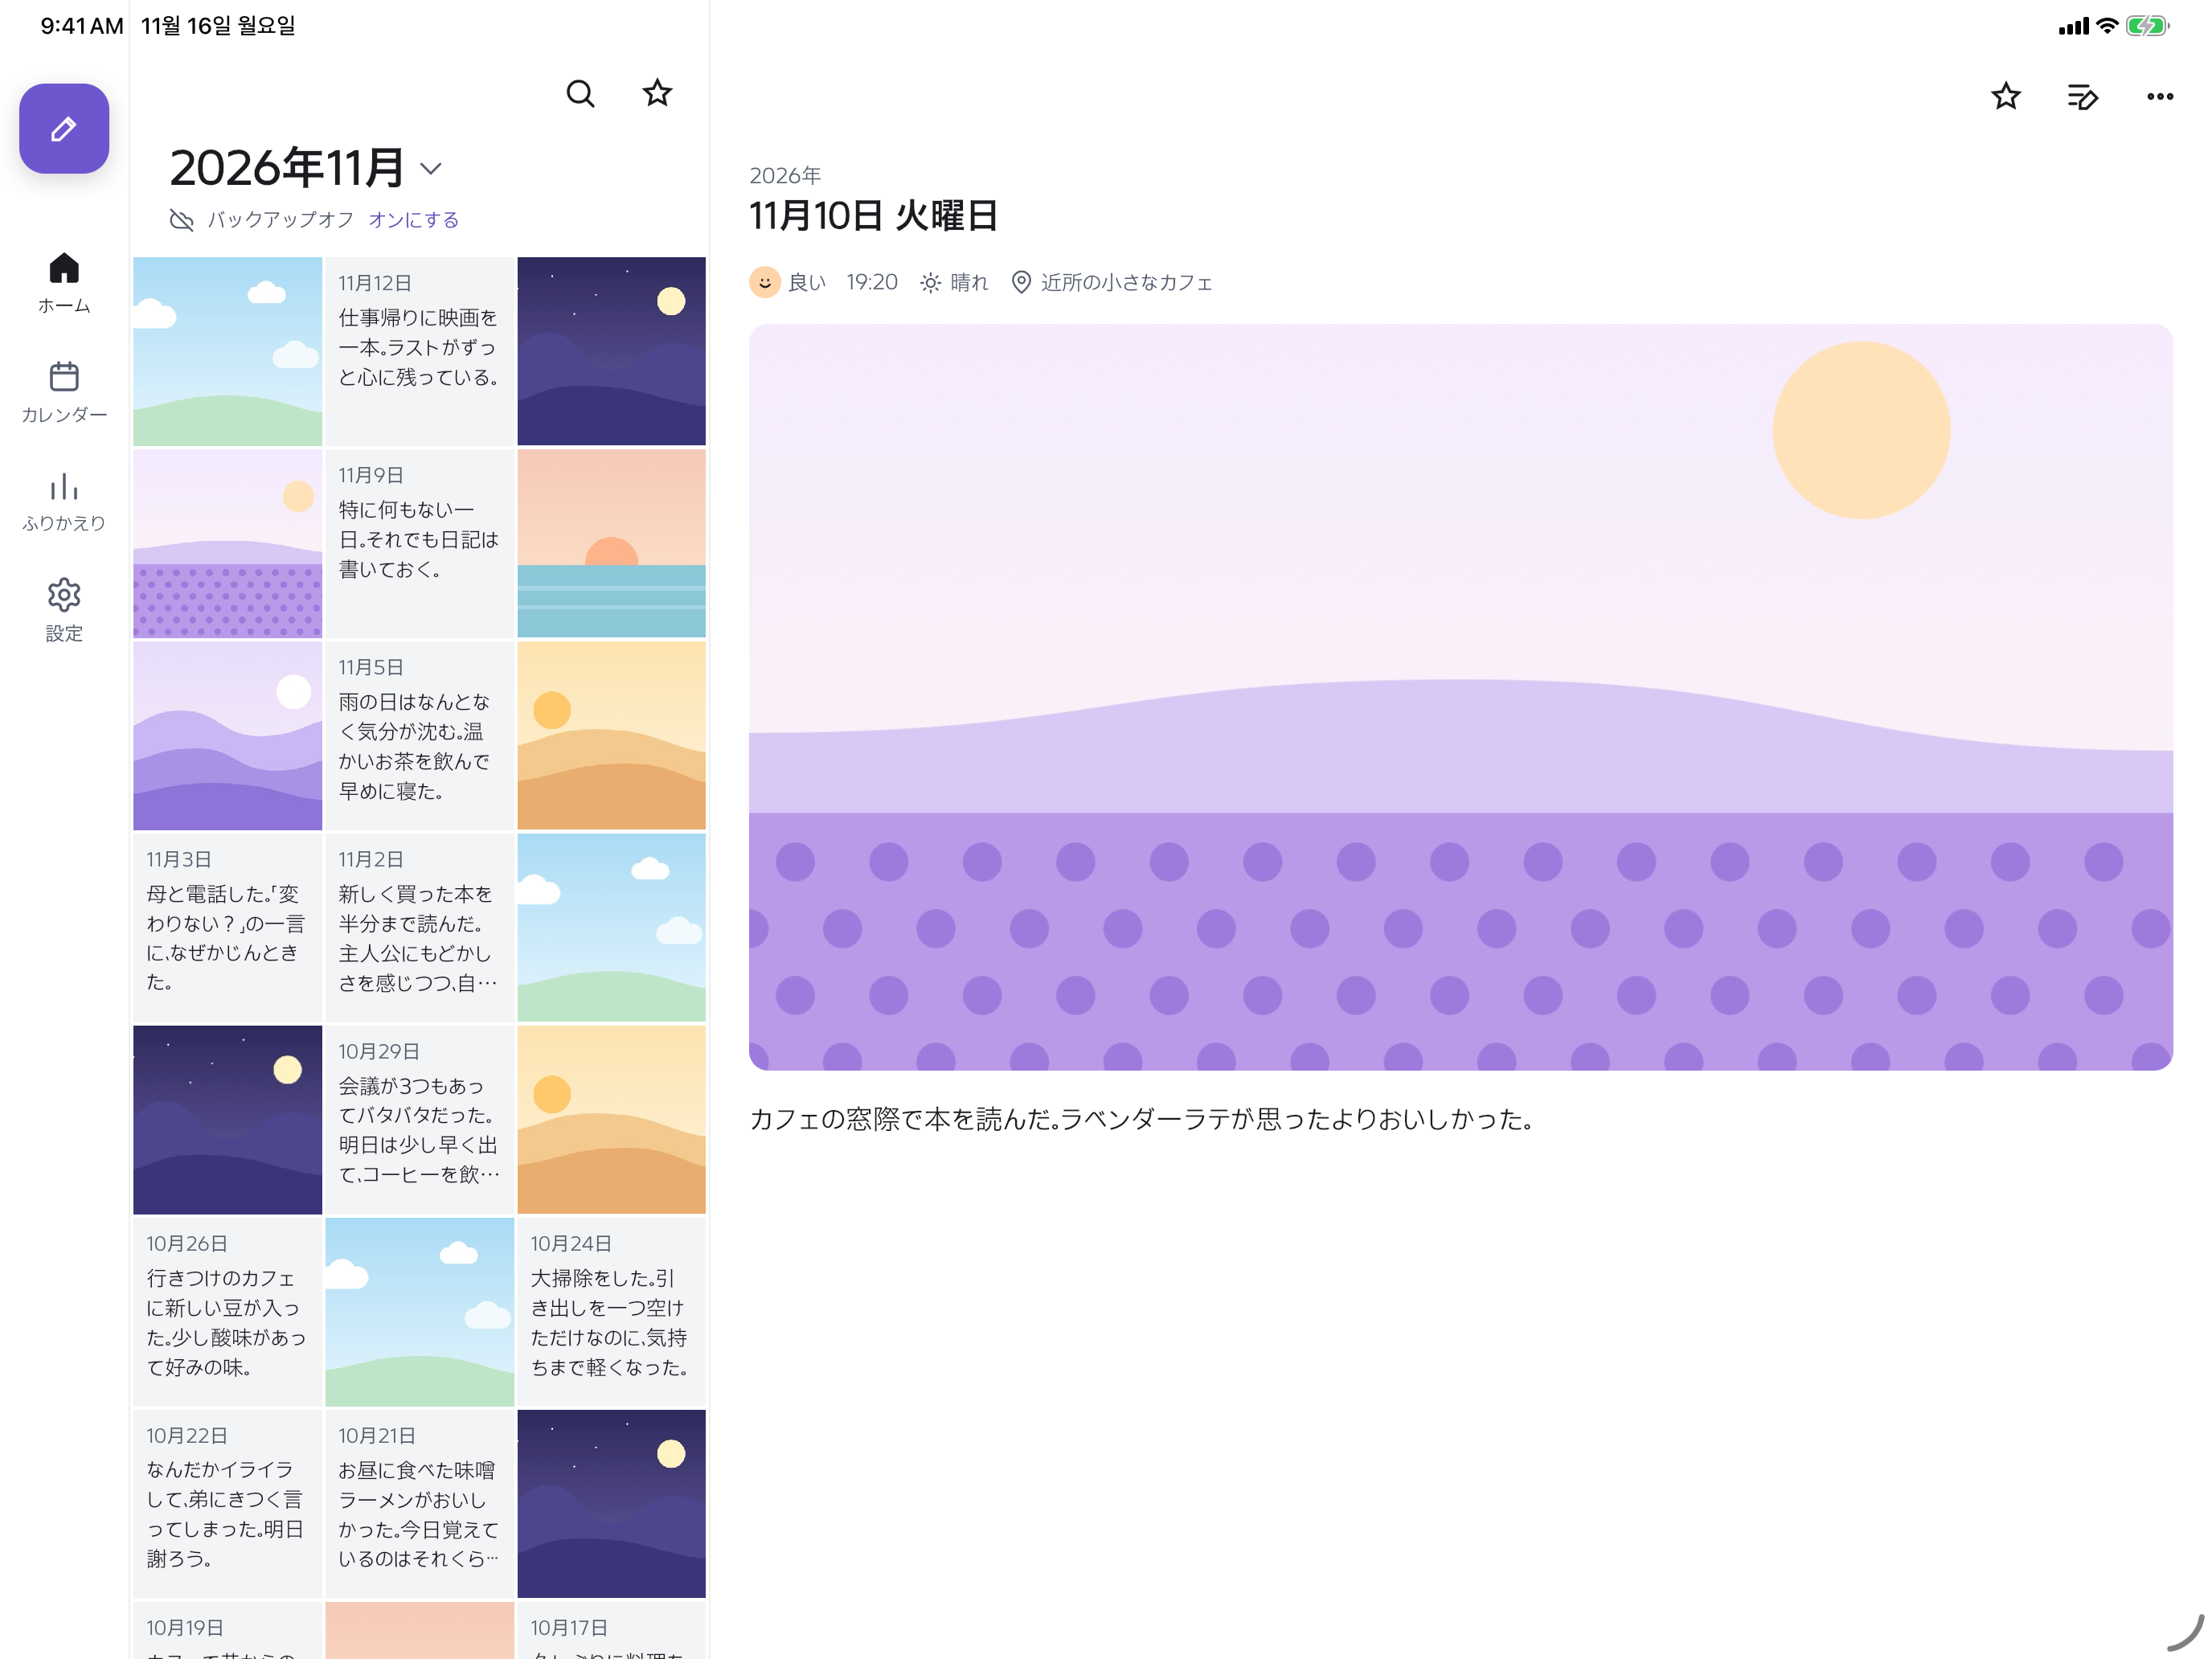 9:41 AM 11월 16일 월요일
ホーム
カレンダー
ふりかえり
設定
2026年11月
バックアップオフ オンにする
11月12日
仕事帰りに映画を
一本。ラストがずっ
と心に残っている。
11月9日
特に何もない一
日。それでも日記は
書いておく。
11月5日
雨の日はなんとな
く気分が沈む。温
かいお茶を飲んで
早めに寝た。
11月3日
母と電話した。「変
わりない？」の一言
に、なぜかじんとき
た。
11月2日
新しく買った本を
半分まで読んだ。
主人公にもどかし
さを感じつつ、自…
10月29日
会議が3つもあっ
てバタバタだった。
明日は少し早く出
て、コーヒーを飲…
10月26日
行きつけのカフェ
に新しい豆が入っ
た。少し酸味があっ
て好みの味。
10月24日
大掃除をした。引
き出しを一つ空け
ただけなのに、気持
ちまで軽くなった。
10月22日
なんだかイライラ
して、弟にきつく言
ってしまった。明日
謝ろう。
10月21日
お昼に食べた味噌
ラーメンがおいし
かった。今日覚えて
いるのはそれくら…
10月19日
10月17日
2026年
11月10日 火曜日
良い 19:20 晴れ 近所の小さなカフェ
カフェの窓際で本を読んだ。ラベンダーラテが思ったよりおいしかった。